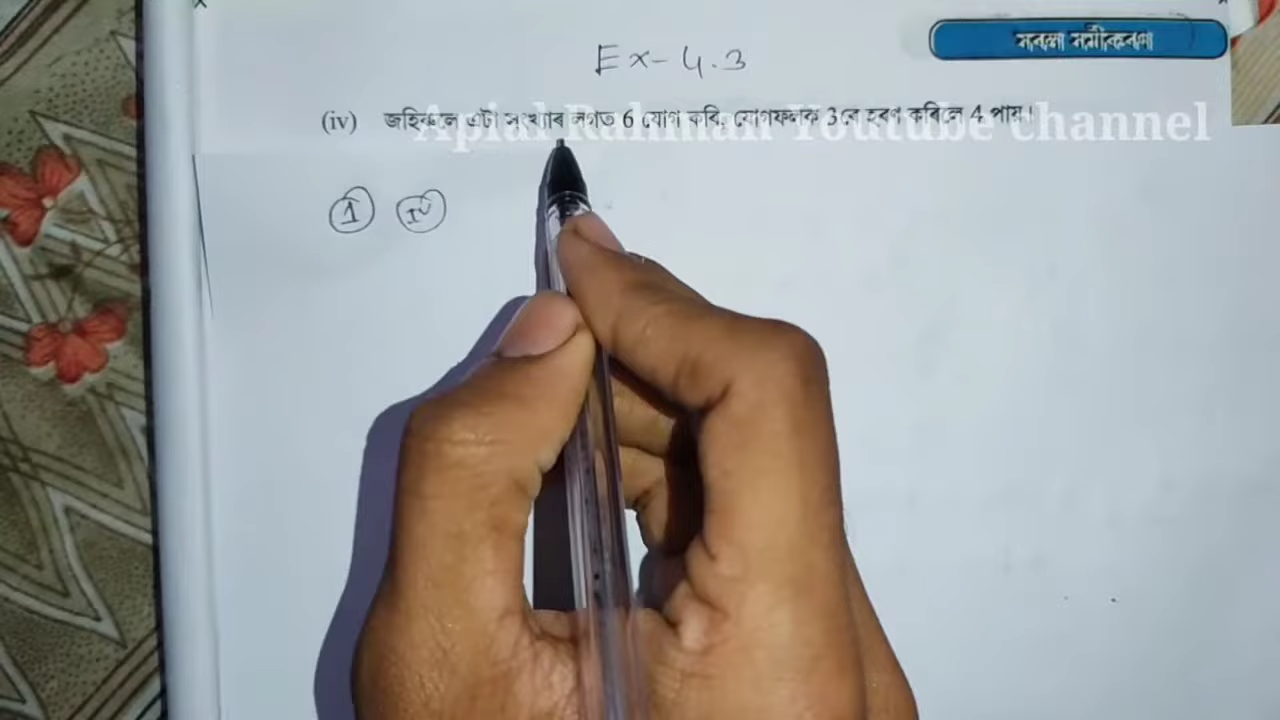 সৰল সমীকৰণ
Ex- 4.3
(iv) জহিৰুলে এটা সংখ্যাৰ লগত 6 যোগ কৰি, যোগফলক 3ৰে হৰণ কৰিলে 4 পায়।
Rahman Youtube channel
1 iv